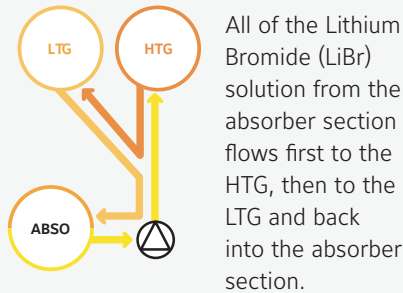 LTG
HTG
ABSO
All of the Lithium
Bromide (LiBr)
solution from the
absorber section
flows first to the
HTG, then to the
LTG and back
into the absorber
section.